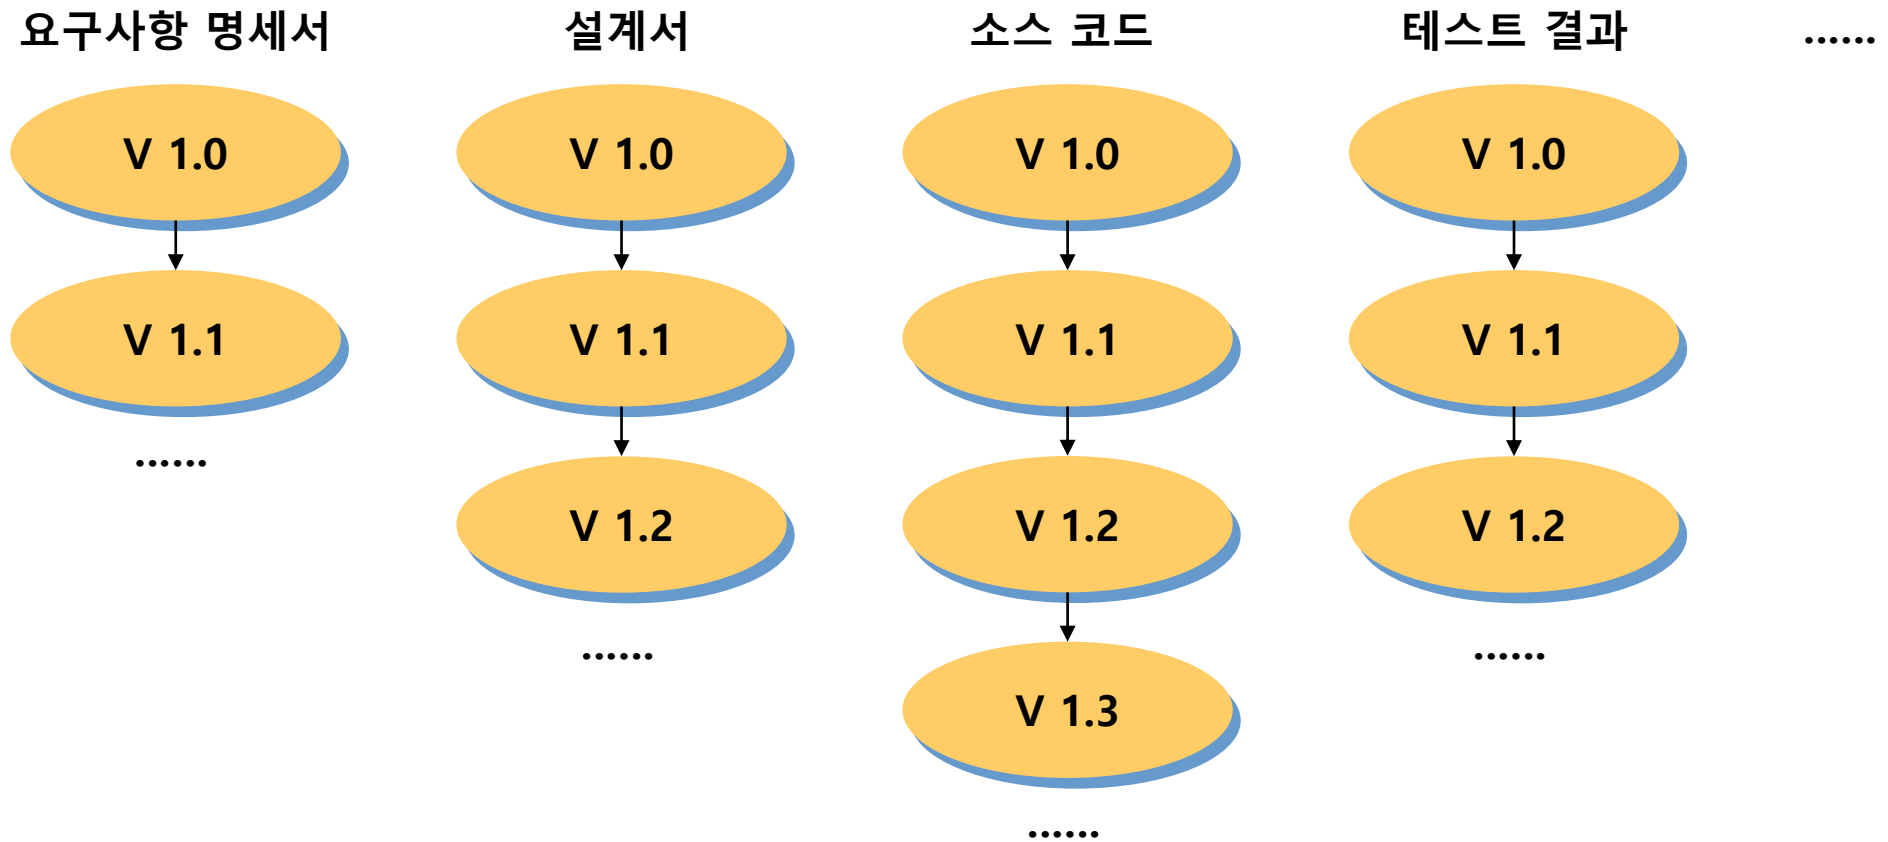 요구사항 명세서
설계서
소스 코드
테스트 결과
......
V 1.0
V 1.0
V 1.0
V 1.0
V 1.1
V 1.1
V 1.1
V 1.1
......
V 1.2
V 1.2
V 1.2
......
......
V 1.3
......